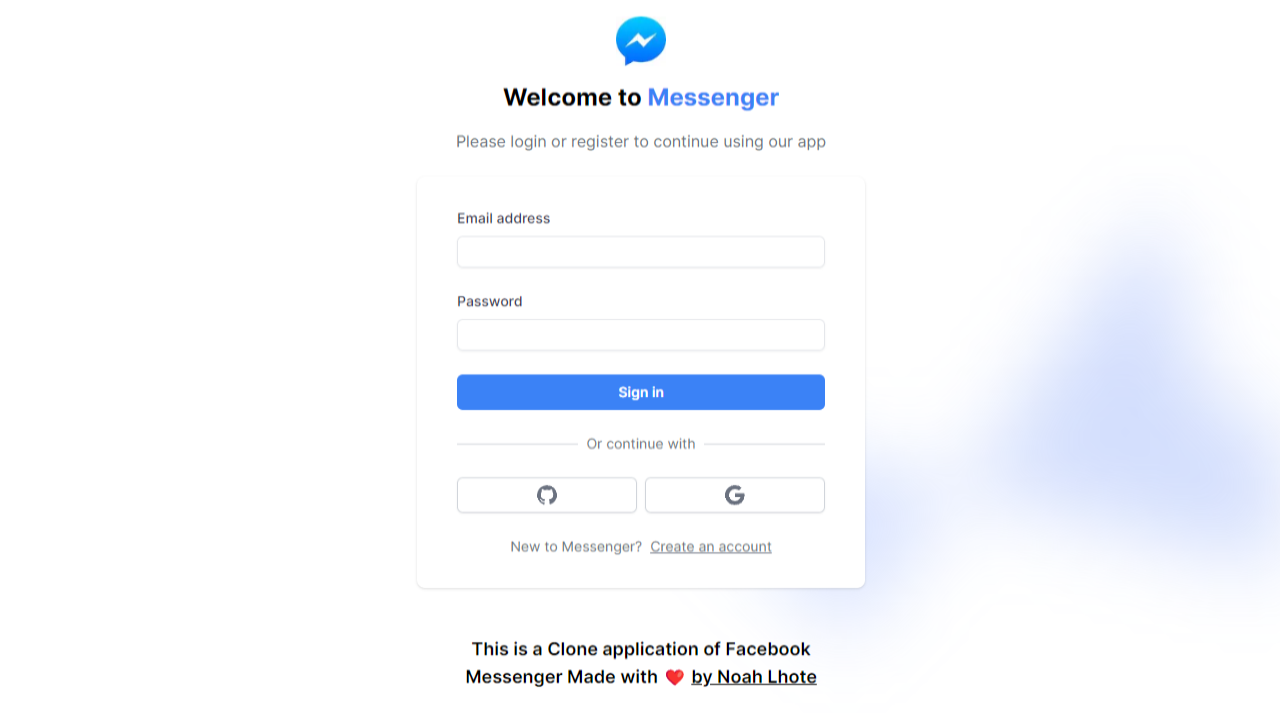 Welcome to Messenger
Please login or register to continue using our app
Email address
Password
Sign in
Or continue with
New to Messenger? Create an account
This is a Clone application of Facebook
Messenger Made with ❤️ by Noah Lhote